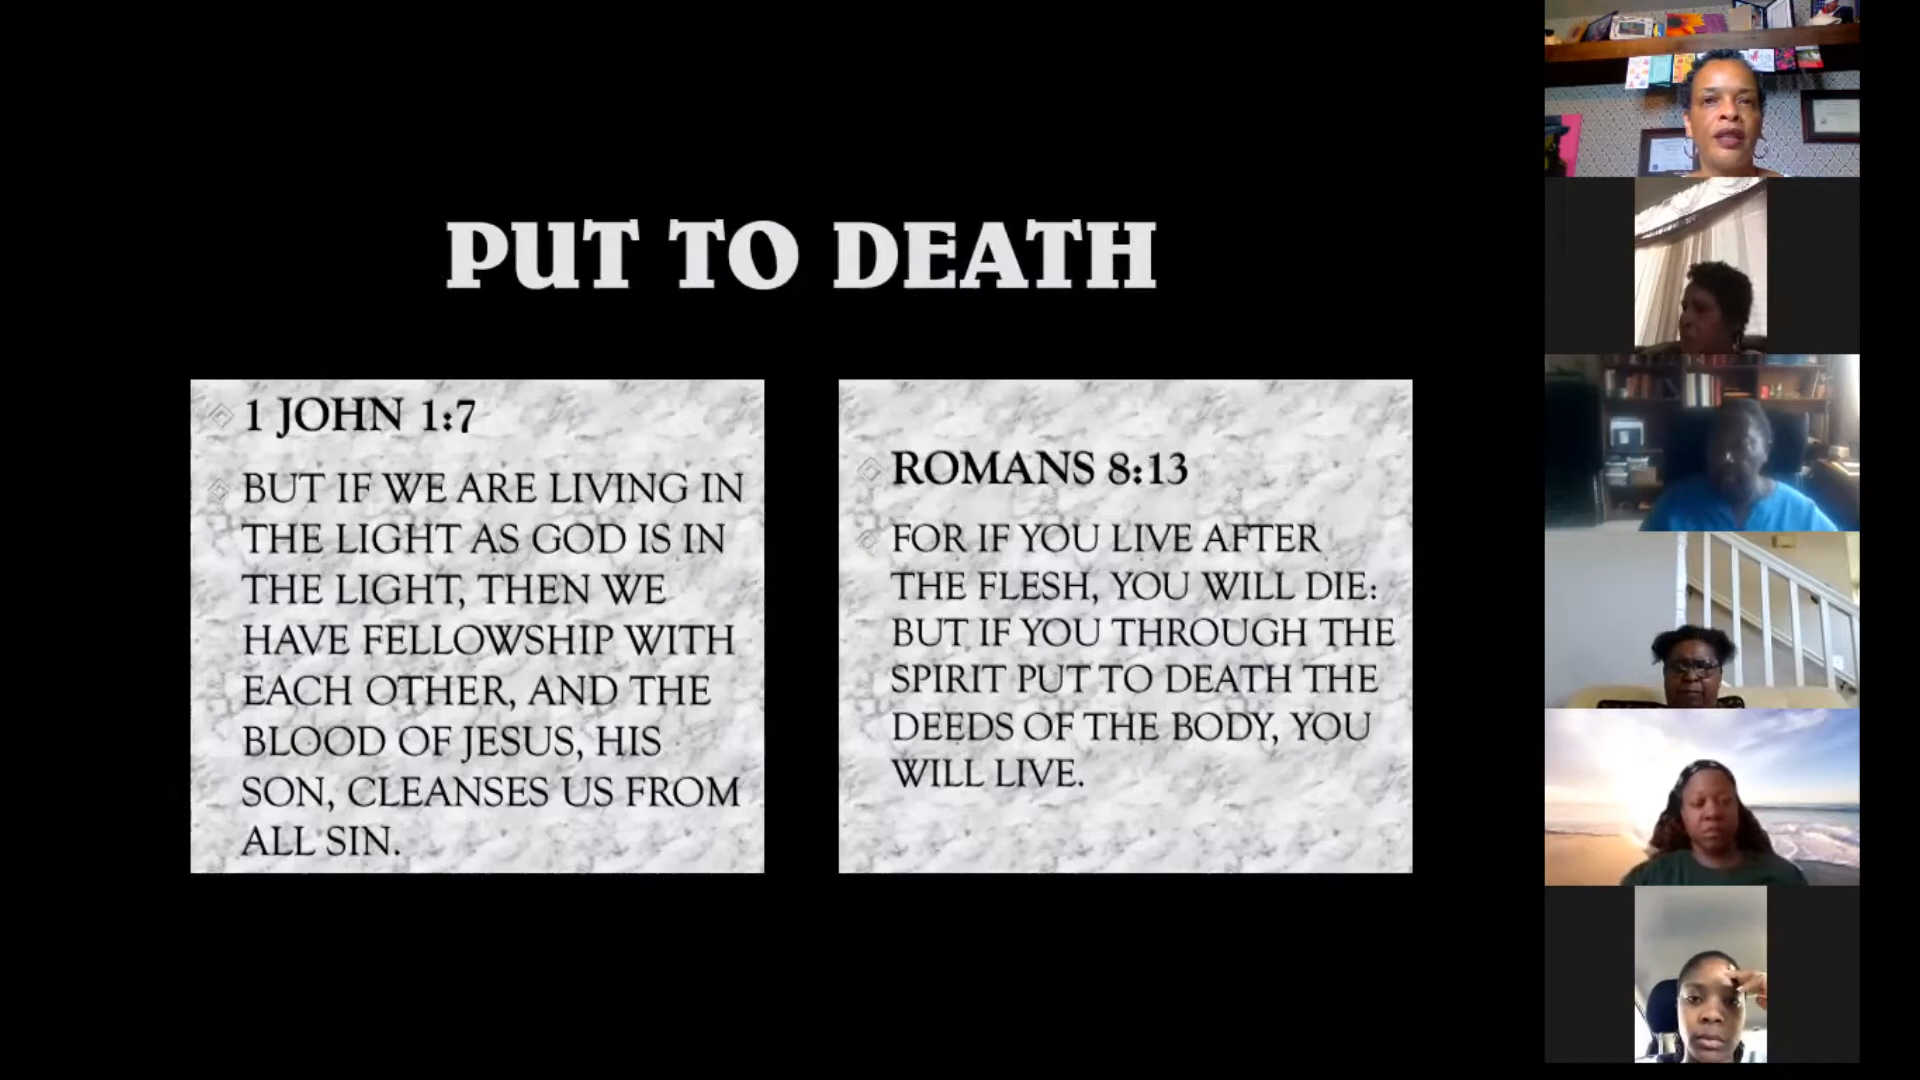 PUT TO DEATH
1 JOHN 1:7
BUT IF WE ARE LIVING IN
THE LIGHT AS GOD IS IN
THE LIGHT, THEN WE
HAVE FELLOWSHIP WITH
EACH OTHER, AND THE
BLOOD OF JESUS, HIS
SON, CLEANSES US FROM
ALL SIN.
ROMANS 8:13
FOR IF YOU LIVE AFTER
THE FLESH, YOU WILL DIE:
BUT IF YOU THROUGH THE
SPIRIT PUT TO DEATH THE
DEEDS OF THE BODY, YOU
WILL LIVE.